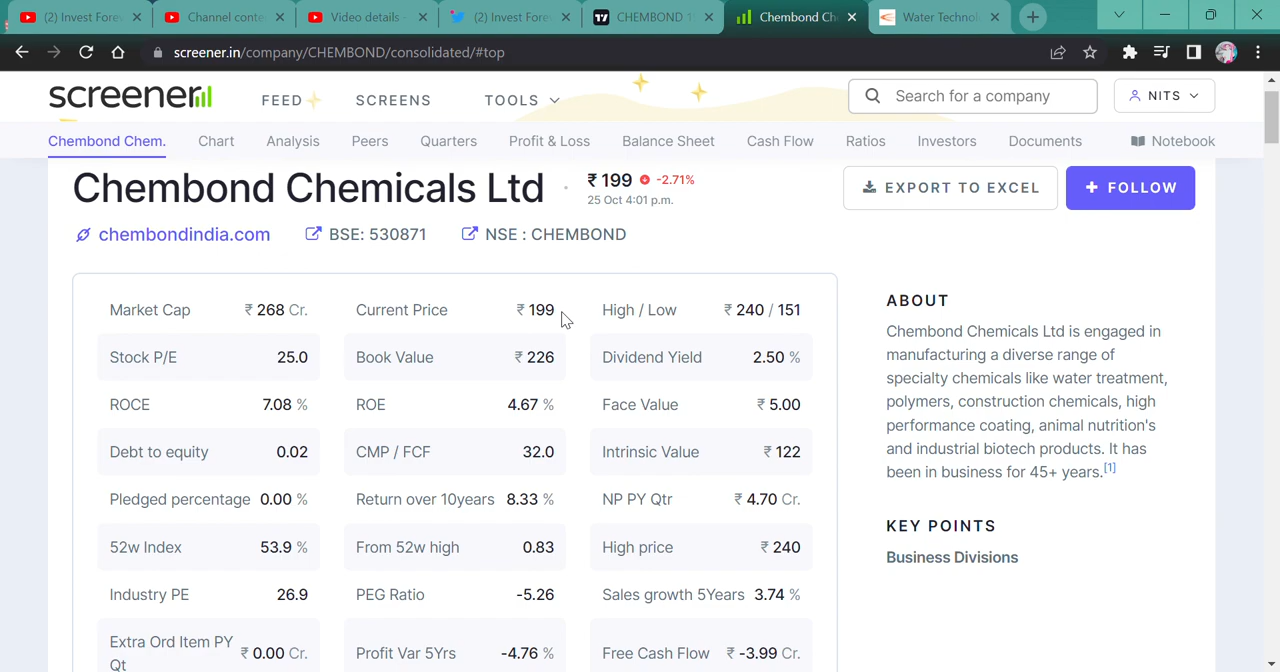 (2) Invest Fore
Channel conte
Video details
(2) Invest Fore
CHEMBOND 1
Chembond Ch
Water Technol
screener.in/company/CHEMBOND/consolidated/#top
screener
FEED
SCREENS
TOOLS
Search for a company
NITS
Chembond Chem.
Chart
Analysis
Peers
Quarters
Profit & Loss
Balance Sheet
Cash Flow
Ratios
Investors
Documents
Notebook
Chembond Chemicals Ltd
₹ 199 -2.71%
25 Oct 4:01 p.m.
EXPORT TO EXCEL
+ FOLLOW
chembondindia.com
BSE: 530871
NSE : CHEMBOND
Market Cap ₹ 268 Cr.
Current Price ₹ 199
High / Low ₹ 240 / 151
Stock P/E 25.0
Book Value ₹ 226
Dividend Yield 2.50 %
ROCE 7.08 %
ROE 4.67 %
Face Value ₹ 5.00
Debt to equity 0.02
CMP / FCF 32.0
Intrinsic Value ₹ 122
Pledged percentage 0.00 %
Return over 10years 8.33 %
NP PY Qtr ₹ 4.70 Cr.
52w Index 53.9 %
From 52w high 0.83
High price ₹ 240
Industry PE 26.9
PEG Ratio -5.26
Sales growth 5Years 3.74 %
Extra Ord Item PY
Qt
₹ 0.00 Cr.
Profit Var 5Yrs -4.76 %
Free Cash Flow ₹ -3.99 Cr.
ABOUT
Chembond Chemicals Ltd is engaged in
manufacturing a diverse range of
specialty chemicals like water treatment,
polymers, construction chemicals, high
performance coating, animal nutrition's
and industrial biotech products. It has
been in business for 45+ years.[1]
KEY POINTS
Business Divisions